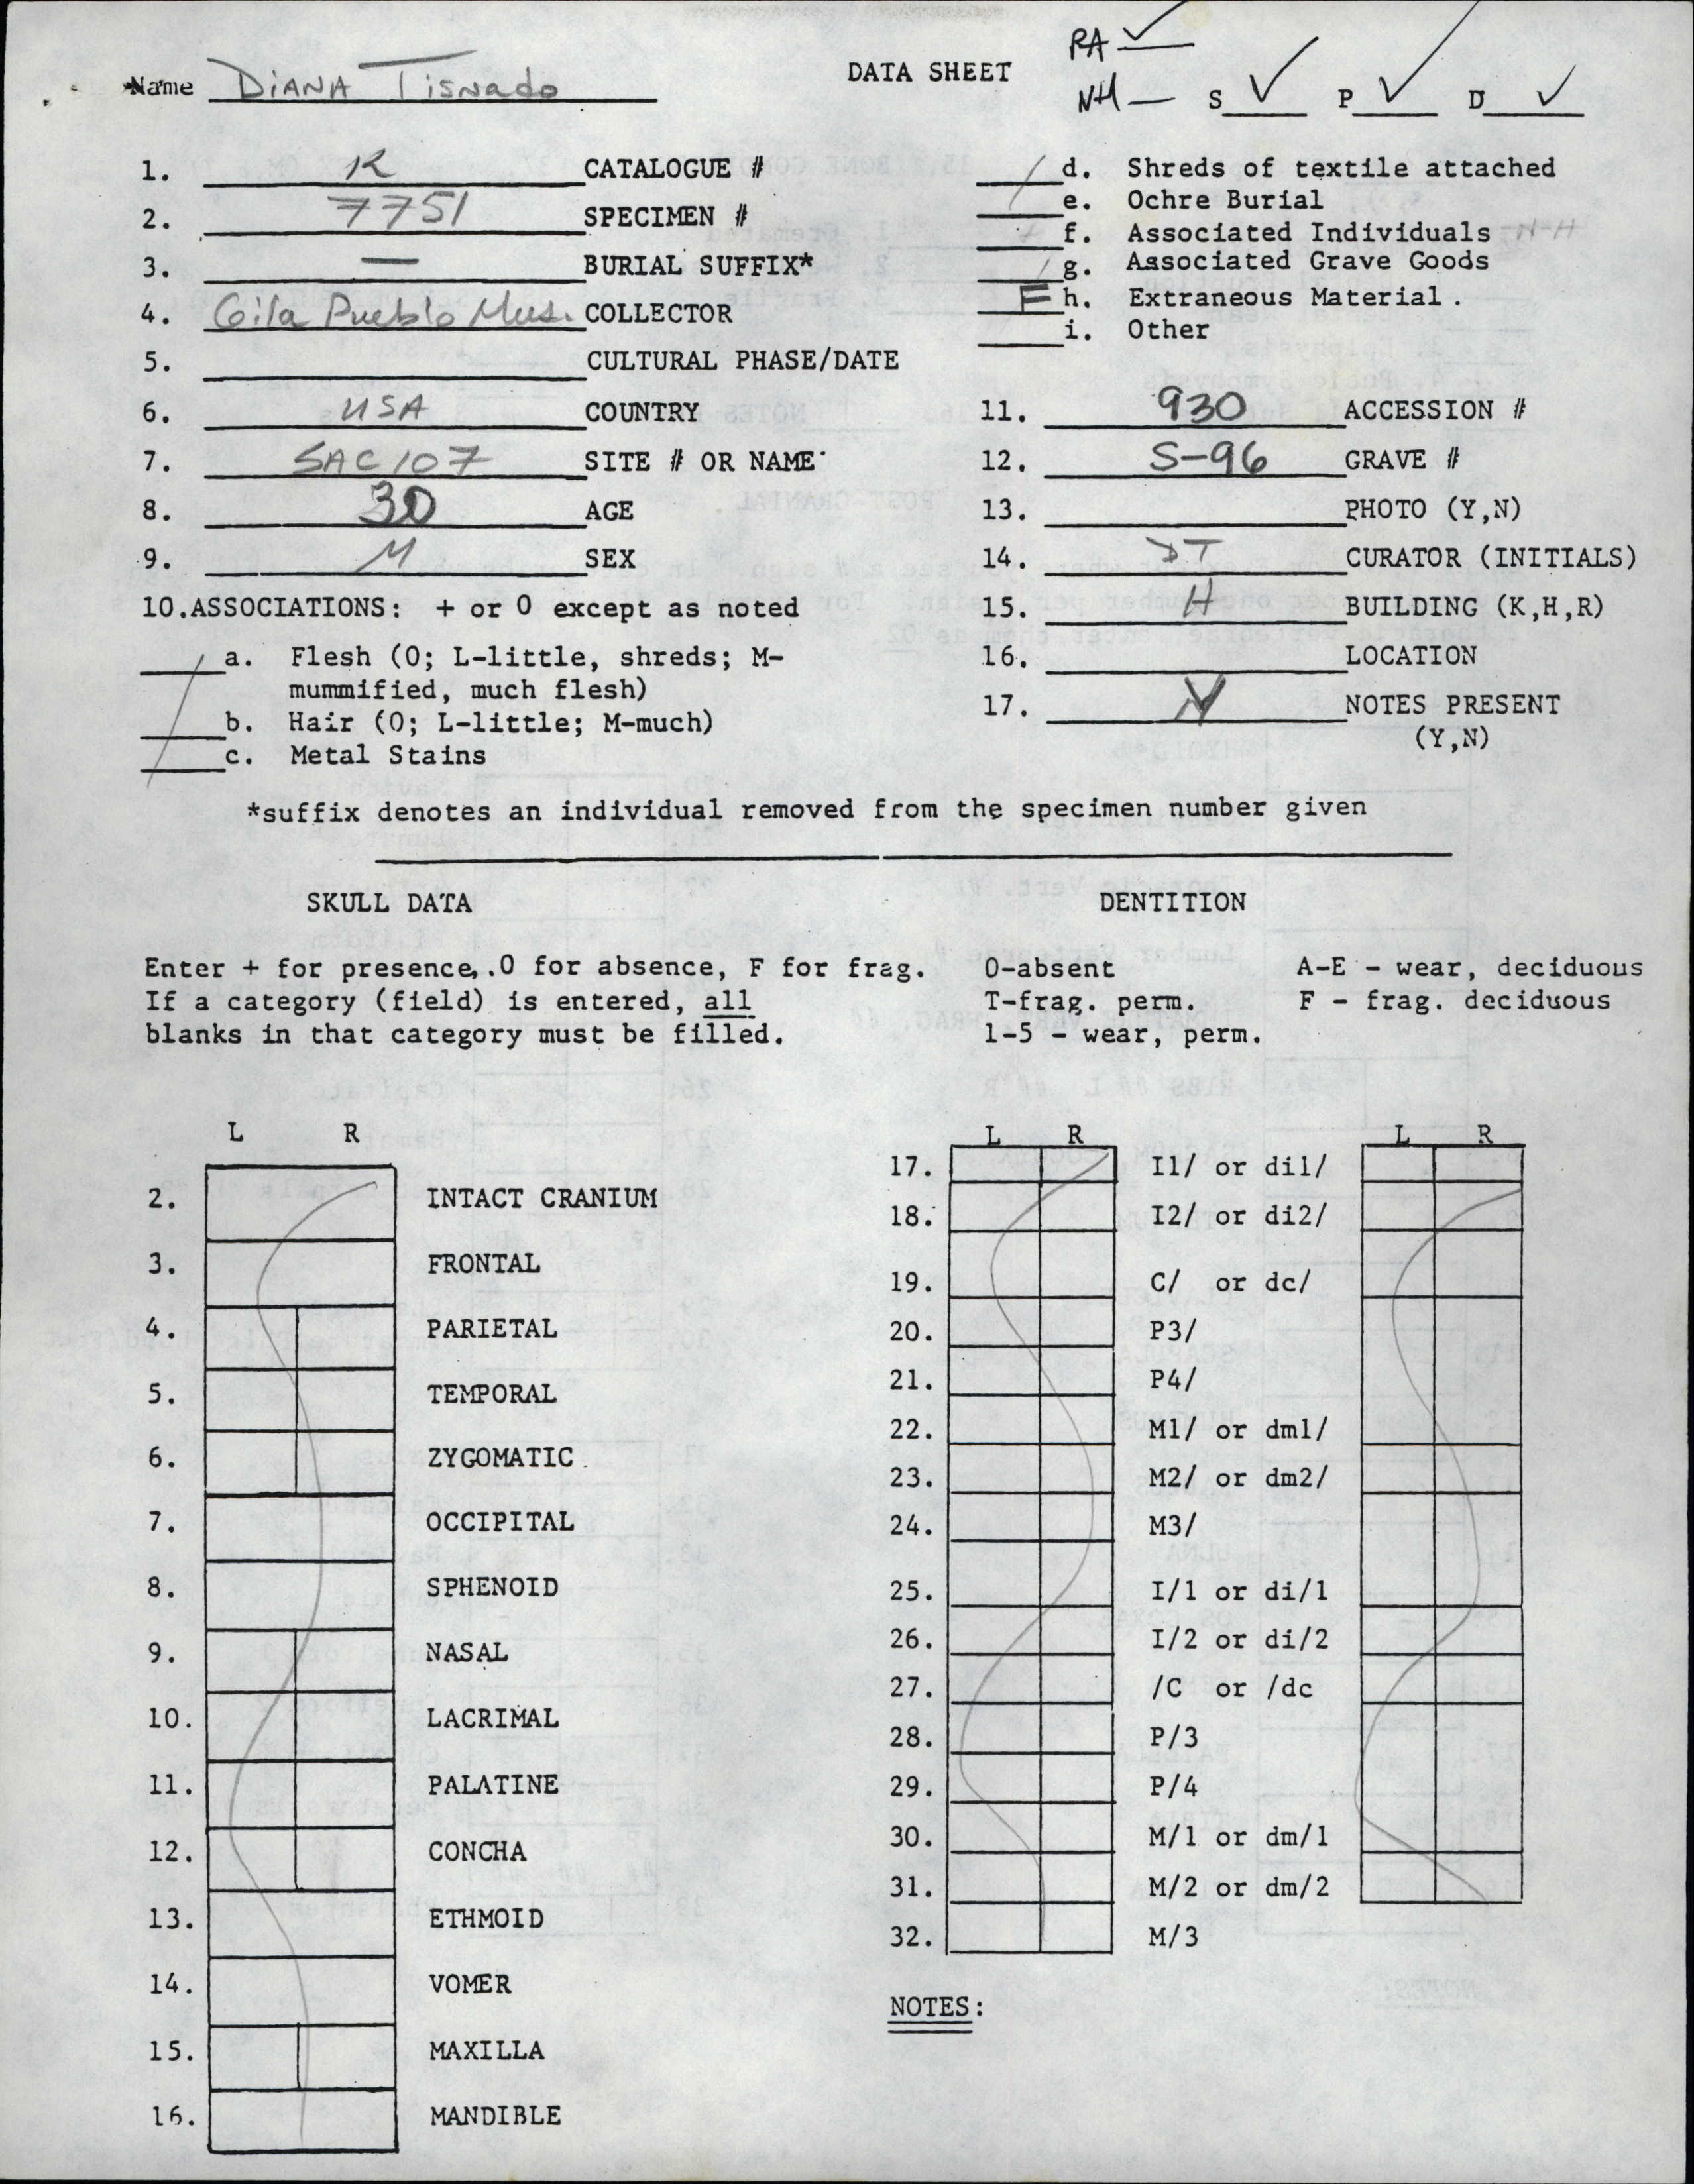 DATA SHEET
RA ✓
Name DiANA Tisnado
NH — S ✓ P ✓ D ✓
1. K CATALOGUE #
2. 7751 SPECIMEN #
3. — BURIAL SUFFIX*
4. Gila Pueblo Mus. COLLECTOR
5. CULTURAL PHASE/DATE
6. USA COUNTRY
7. SAC 107 SITE # OR NAME
8. 30 AGE
9. M SEX
10.ASSOCIATIONS: + or 0 except as noted
a. Flesh (0; L-little, shreds; M-
mummified, much flesh)
b. Hair (0; L-little; M-much)
c. Metal Stains
d. Shreds of textile attached
e. Ochre Burial
f. Associated Individuals
g. Associated Grave Goods
F h. Extraneous Material.
i. Other
11. 930 ACCESSION #
12. S-96 GRAVE #
13. PHOTO (Y,N)
14. DT CURATOR (INITIALS)
15. H BUILDING (K,H,R)
16. LOCATION
17. NOTES PRESENT
(Y,N)
*suffix denotes an individual removed from the specimen number given
SKULL DATA
Enter + for presence, 0 for absence, F for frag.
If a category (field) is entered, all
blanks in that category must be filled.
L R
2. INTACT CRANIUM
3. FRONTAL
4. PARIETAL
5. TEMPORAL
6. ZYGOMATIC
7. OCCIPITAL
8. SPHENOID
9. NASAL
10. LACRIMAL
11. PALATINE
12. CONCHA
13. ETHMOID
14. VOMER
15. MAXILLA
16. MANDIBLE
DENTITION
0-absent A-E - wear, deciduous
T-frag. perm. F - frag. deciduous
1-5 - wear, perm.
L R L R
17. I1/ or di1/
18. I2/ or di2/
19. C/ or dc/
20. P3/
21. P4/
22. M1/ or dm1/
23. M2/ or dm2/
24. M3/
25. I/1 or di/1
26. I/2 or di/2
27. /C or /dc
28. P/3
29. P/4
30. M/1 or dm/1
31. M/2 or dm/2
32. M/3
NOTES: